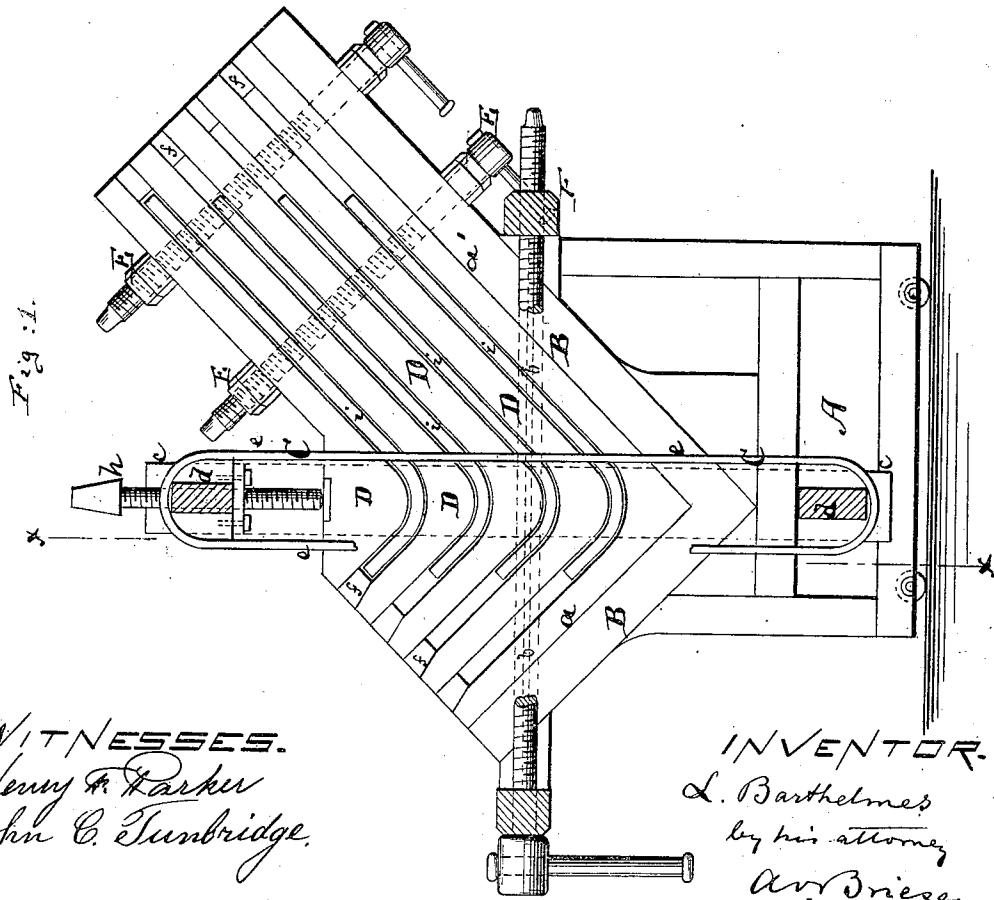 Fig: 1.
h
x
c
d
e
C
e
E
E
F
F
a'
F
D
D
D
D
i
i
i
i
g
g
g
g
b
b
B
B
a
e
C
c
d
A
x
WITNESSES.
Henry F. Parker
John C. Tunbridge.
INVENTOR.
L. Barthelmes
by his attorney
A.v. Briesen